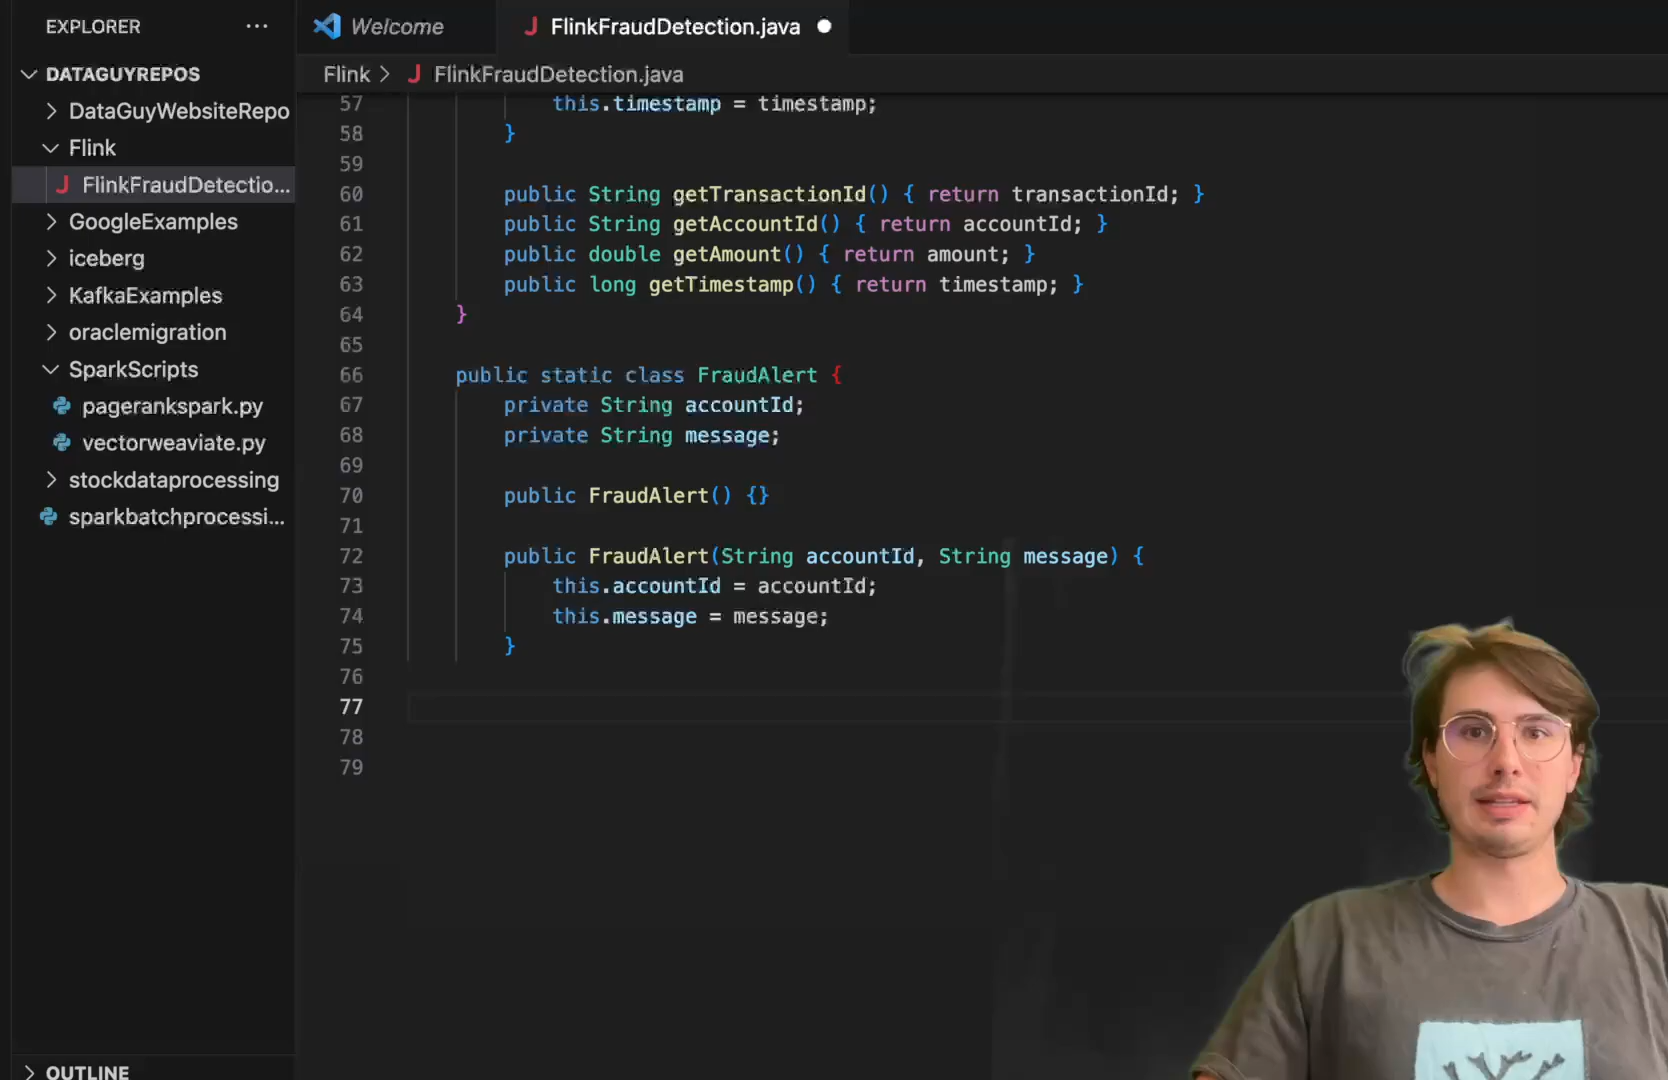 EXPLORER
DATAGUYREPOS
DataGuyWebsiteRepo
Flink
FlinkFraudDetectio...
GoogleExamples
iceberg
KafkaExamples
oraclemigration
SparkScripts
pagerankspark.py
vectorweaviate.py
stockdataprocessing
sparkbatchprocessi...
OUTLINE
Welcome
J FlinkFraudDetection.java
Flink > J FlinkFraudDetection.java
57 this.timestamp = timestamp;
58 }
59
60 public String getTransactionId() { return transactionId; }
61 public String getAccountId() { return accountId; }
62 public double getAmount() { return amount; }
63 public long getTimestamp() { return timestamp; }
64 }
65
66 public static class FraudAlert {
67 private String accountId;
68 private String message;
69
70 public FraudAlert() {}
71
72 public FraudAlert(String accountId, String message) {
73 this.accountId = accountId;
74 this.message = message;
75 }
76
77
78
79